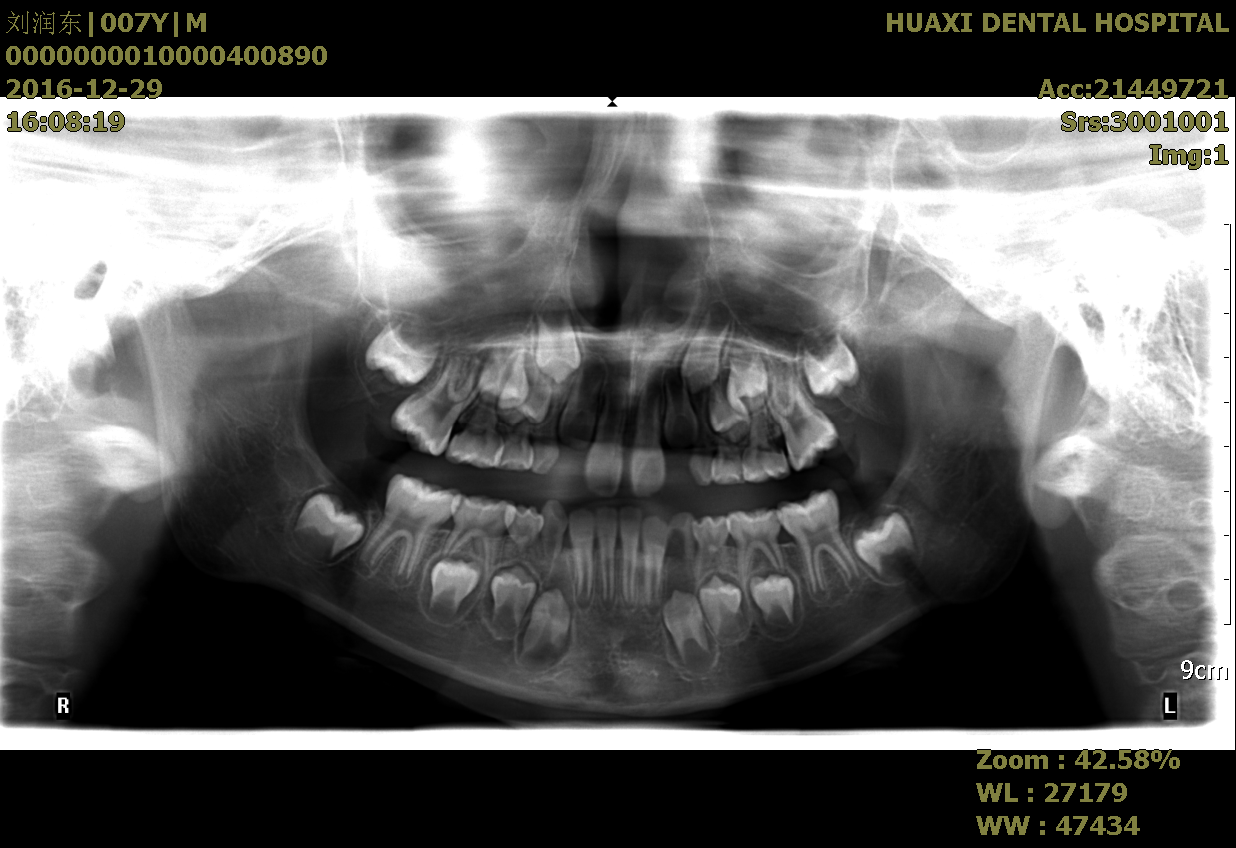 刘润东|007Y|M
0000000010000400890
2016-12-29
16:08:19
HUAXI DENTAL HOSPITAL
Acc:21449721
Srs:3001001
Img:1
9cm
R
L
Zoom : 42.58%
WL : 27179
WW : 47434